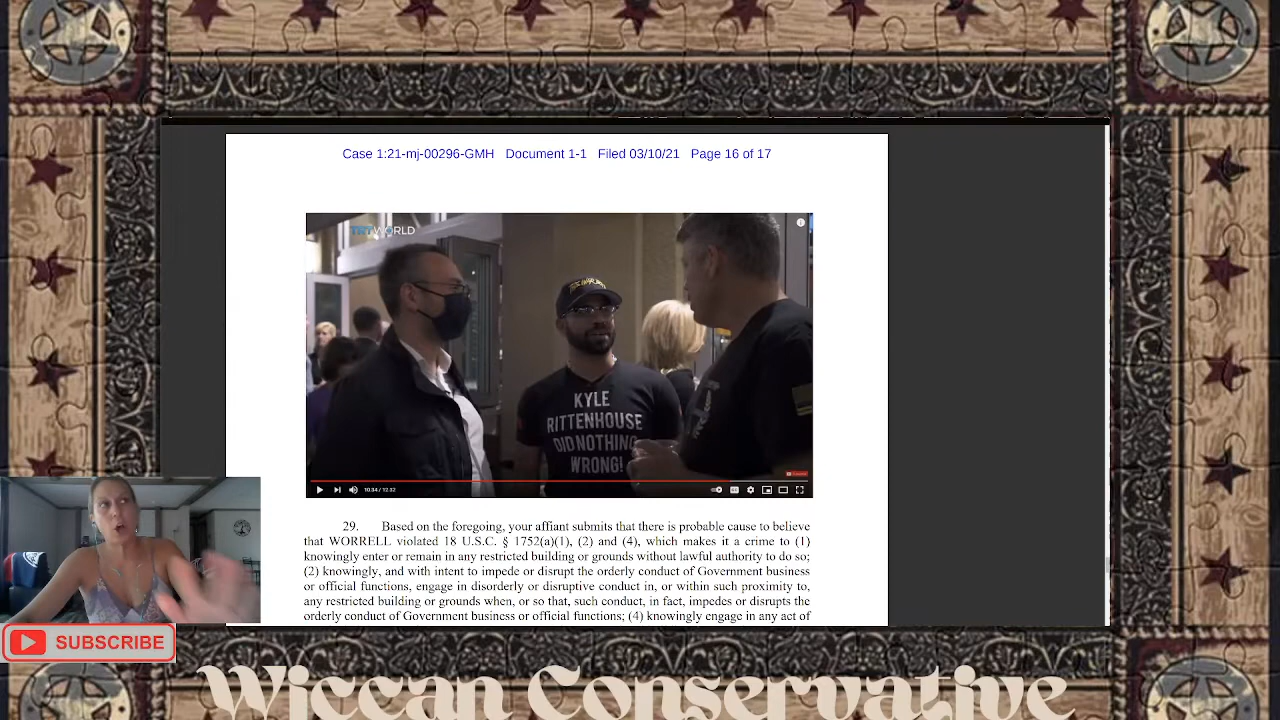 Case 1:21-mj-00296-GMH Document 1-1 Filed 03/10/21 Page 16 of 17
TRT WORLD
KYLE
RITTENHOUSE
DID NOTHING
WRONG!
10:34 / 12:32
29. Based on the foregoing, your affiant submits that there is probable cause to believe
that WORRELL violated 18 U.S.C. § 1752(a)(1), (2) and (4), which makes it a crime to (1)
knowingly enter or remain in any restricted building or grounds without lawful authority to do so;
(2) knowingly, and with intent to impede or disrupt the orderly conduct of Government business
or official functions, engage in disorderly or disruptive conduct in, or within such proximity to,
any restricted building or grounds when, or so that, such conduct, in fact, impedes or disrupts the
orderly conduct of Government business or official functions; (4) knowingly engage in any act of
SUBSCRIBE
Wiccan Conservative